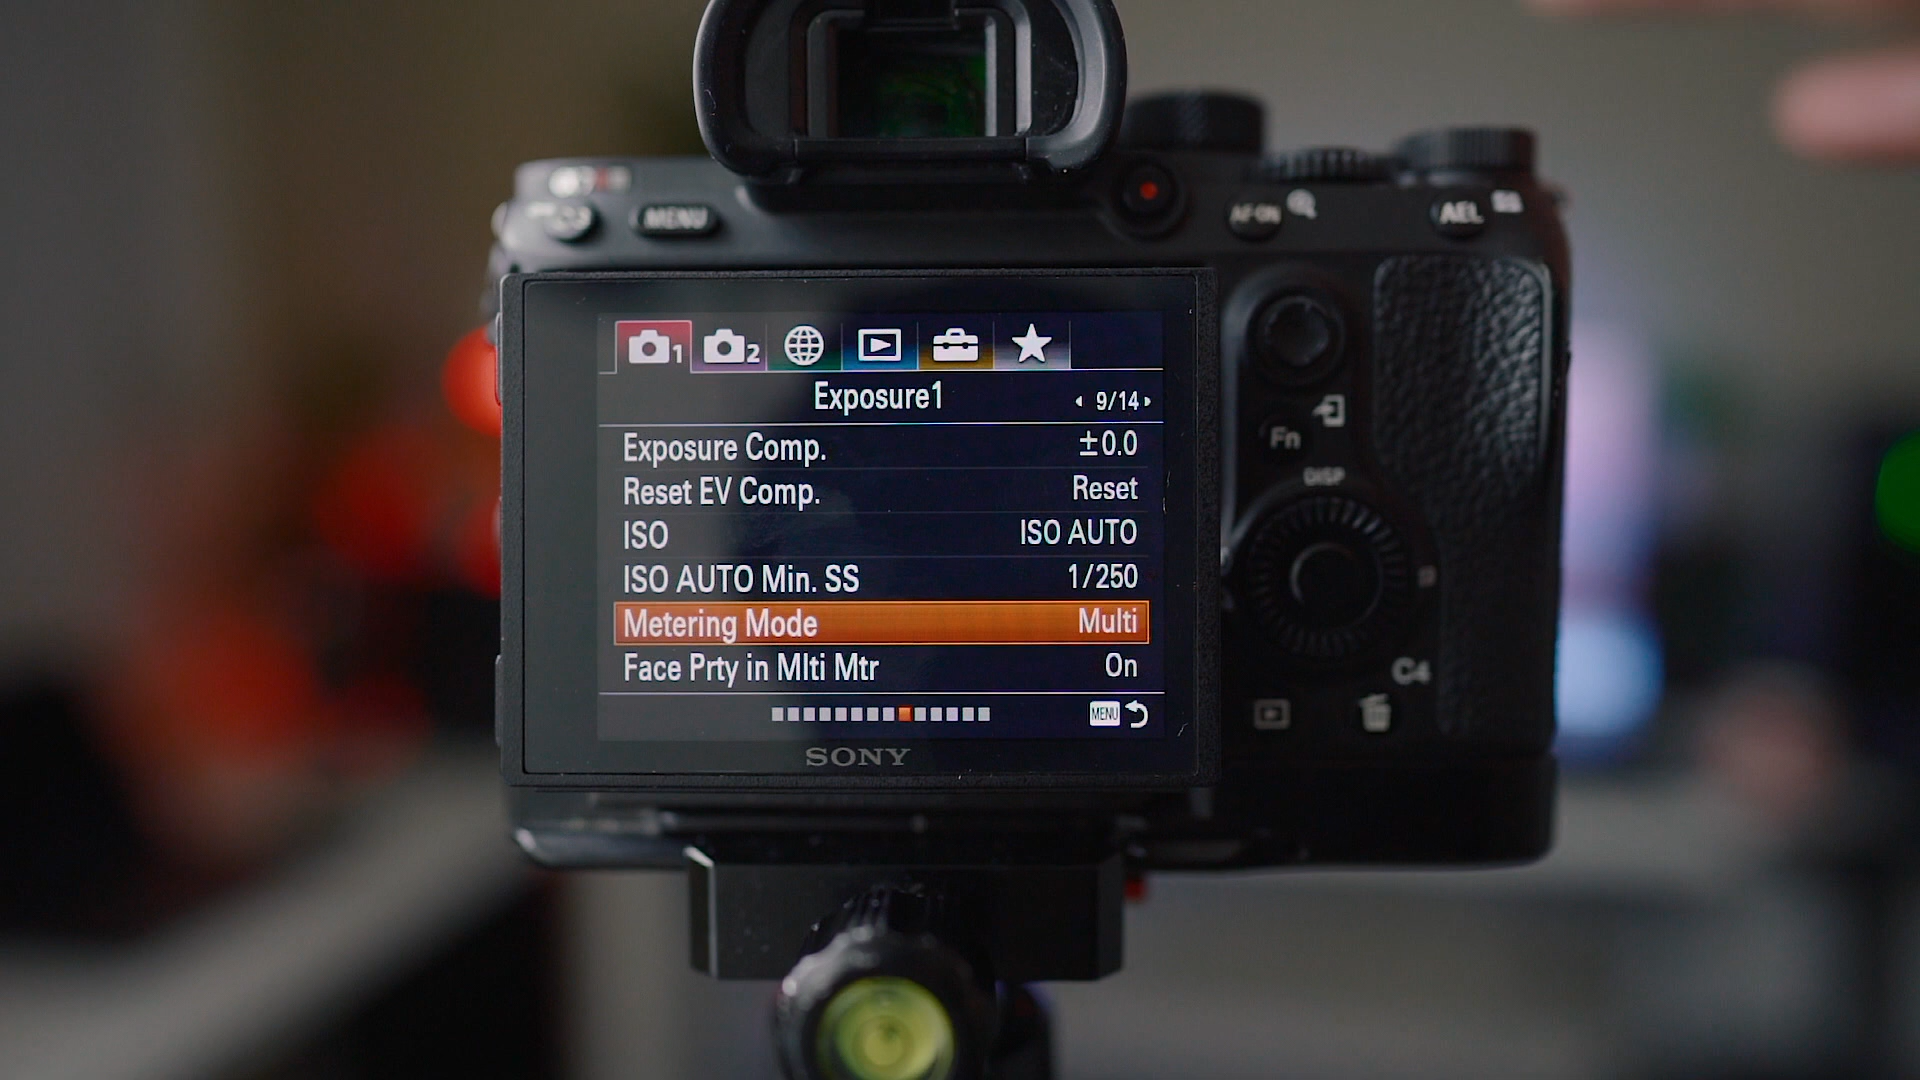 MENU
AF-ON
AEL
1
2
Exposure1 9/14
Exposure Comp. ±0.0
Reset EV Comp. Reset
ISO ISO AUTO
ISO AUTO Min. SS 1/250
Metering Mode Multi
Face Prty in Mlti Mtr On
MENU
SONY
Fn
DISP
C4